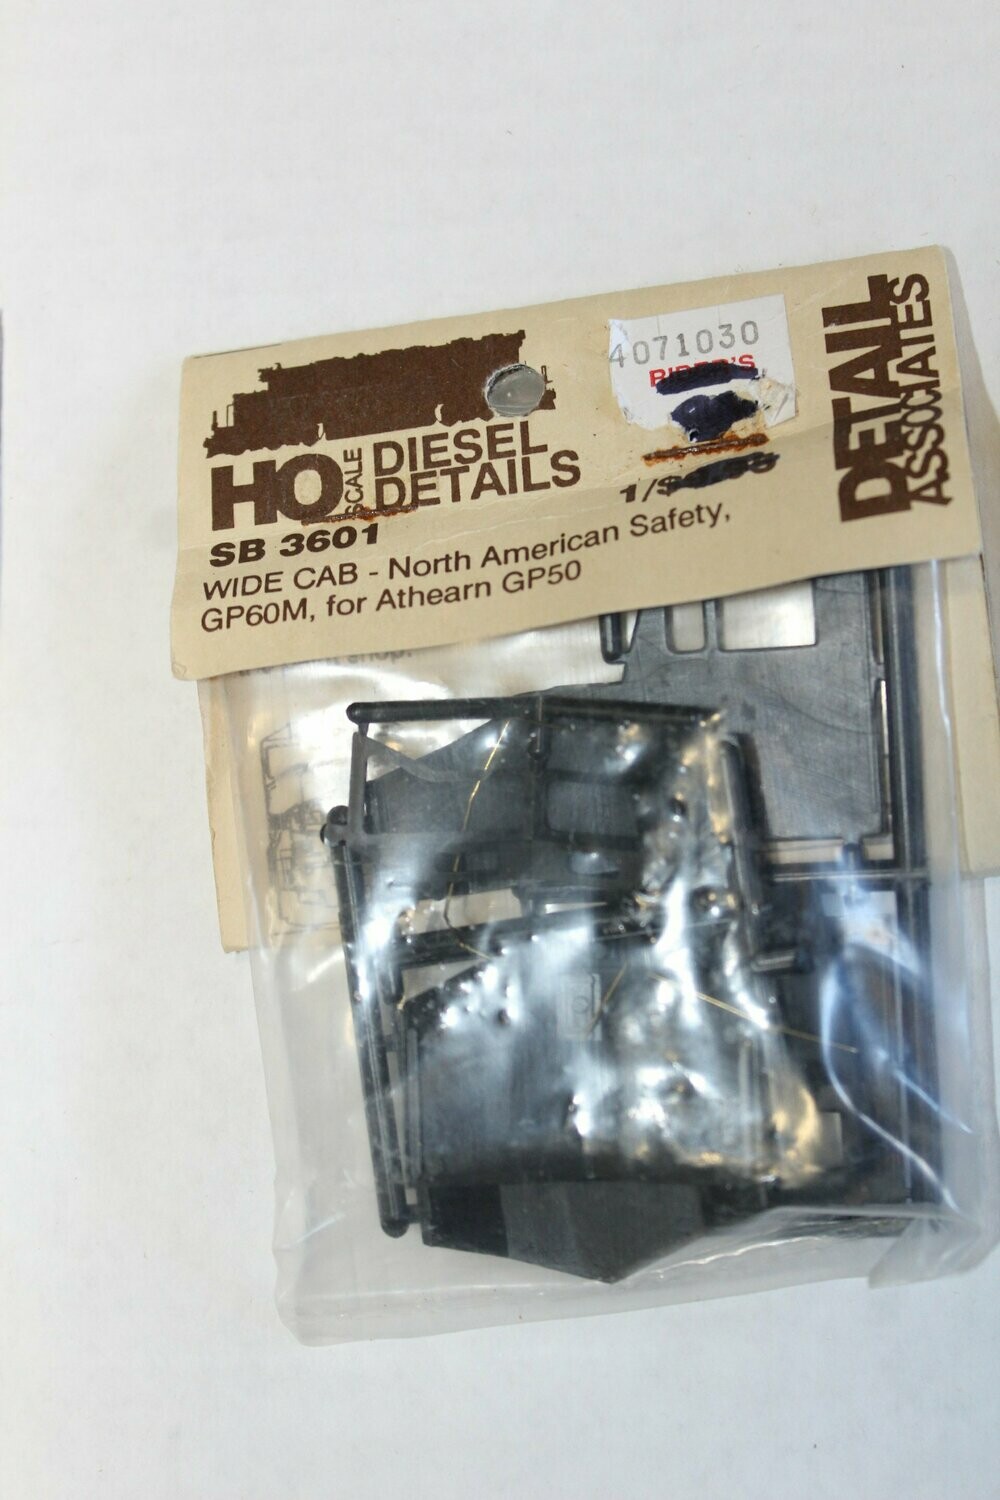 4071030
HO SCALE DIESEL DETAILS
DETAIL ASSOCIATES
1/$
SB 3601
WIDE CAB - North American Safety,
GP60M, for Athearn GP50